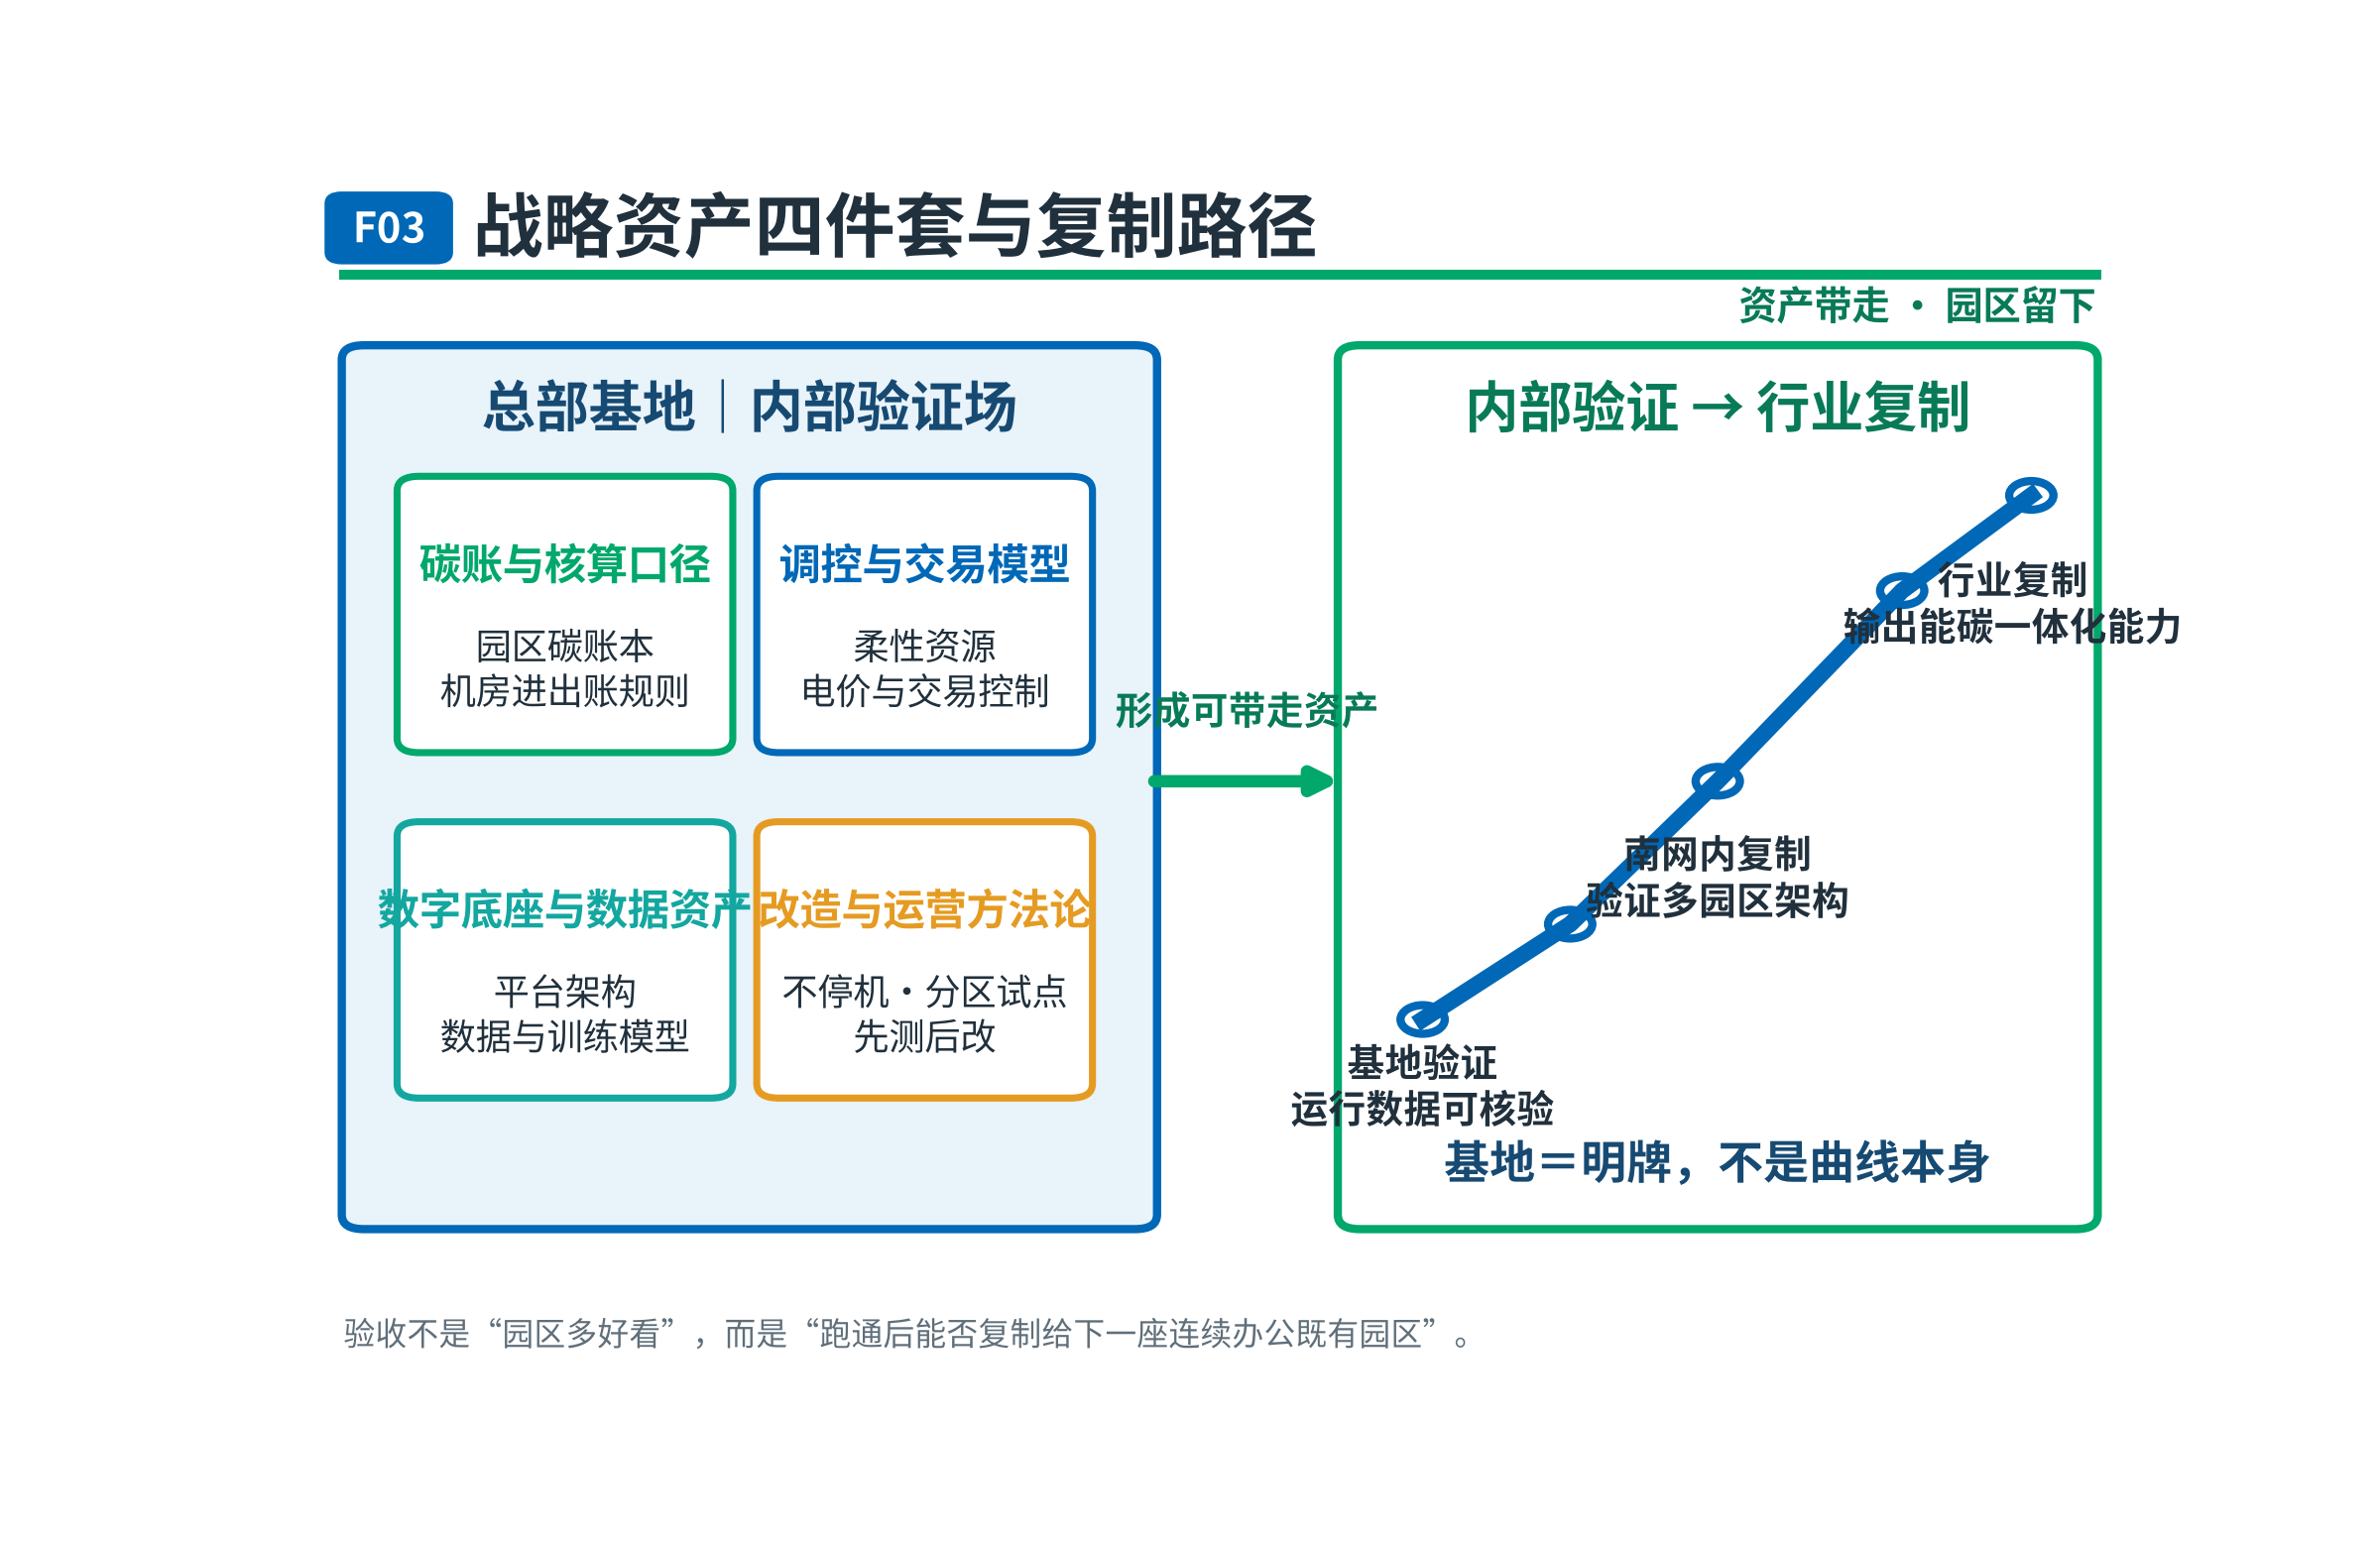 F03
战略资产四件套与复制路径
资产带走 · 园区留下
总部基地｜内部验证场
碳账与核算口径
园区碳账本
机房进出账规则
调控与交易模型
柔性资源
电价与交易控制
数字底座与数据资产
平台架构
数据与训练模型
改造与运营方法论
不停机·分区试点
先测后改
形成可带走资产
内部验证 → 行业复制
行业复制
输出能碳一体化能力
南网内复制
验证多园区架构
基地验证
运行数据可核验
基地＝明牌，不是曲线本身
验收不是“园区多好看”，而是“跑通后能否复制给下一座连续办公既有园区”。